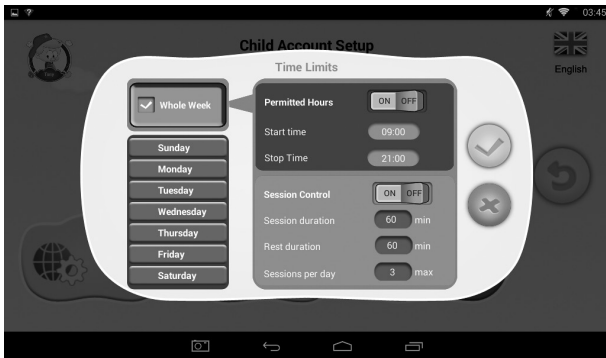 03:45
Child Account Setup
English
Time Limits
Whole Week
Sunday
Monday
Tuesday
Wednesday
Thursday
Friday
Saturday
Permitted Hours ON OFF
Start time 09:00
Stop Time 21:00
Session Control ON OFF
Session duration 60 min
Rest duration 60 min
Sessions per day 3 max